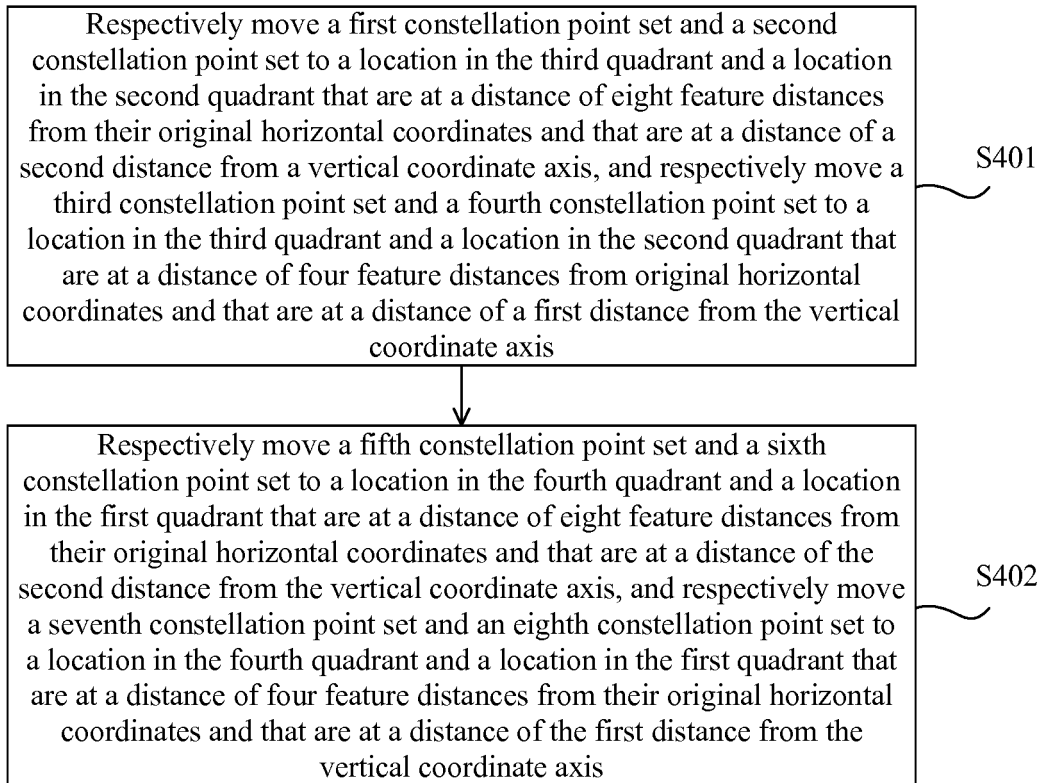 Respectively move a first constellation point set and a second
constellation point set to a location in the third quadrant and a location
in the second quadrant that are at a distance of eight feature distances
from their original horizontal coordinates and that are at a distance of a
second distance from a vertical coordinate axis, and respectively move a
third constellation point set and a fourth constellation point set to a
location in the third quadrant and a location in the second quadrant that
are at a distance of four feature distances from original horizontal
coordinates and that are at a distance of a first distance from the vertical
coordinate axis
S401
Respectively move a fifth constellation point set and a sixth
constellation point set to a location in the fourth quadrant and a location
in the first quadrant that are at a distance of eight feature distances from
their original horizontal coordinates and that are at a distance of the
second distance from the vertical coordinate axis, and respectively move
a seventh constellation point set and an eighth constellation point set to
a location in the fourth quadrant and a location in the first quadrant that
are at a distance of four feature distances from their original horizontal
coordinates and that are at a distance of the first distance from the
vertical coordinate axis
S402